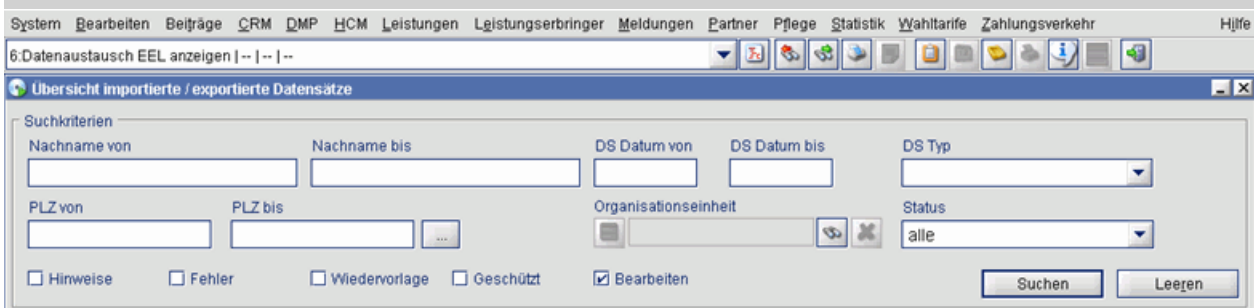 System Bearbeiten Beiträge CRM DMP HCM Leistungen Leistungserbringer Meldungen Partner Pflege Statistik Wahltarife Zahlungsverkehr Hilfe
6:Datenaustausch EEL anzeigen | -- | -- | --
Übersicht importierte / exportierte Datensätze
Suchkriterien
Nachname von Nachname bis DS Datum von DS Datum bis DS Typ
PLZ von PLZ bis Organisationseinheit Status
... alle
Hinweise Fehler Wiedervorlage Geschützt Bearbeiten Suchen Leeren